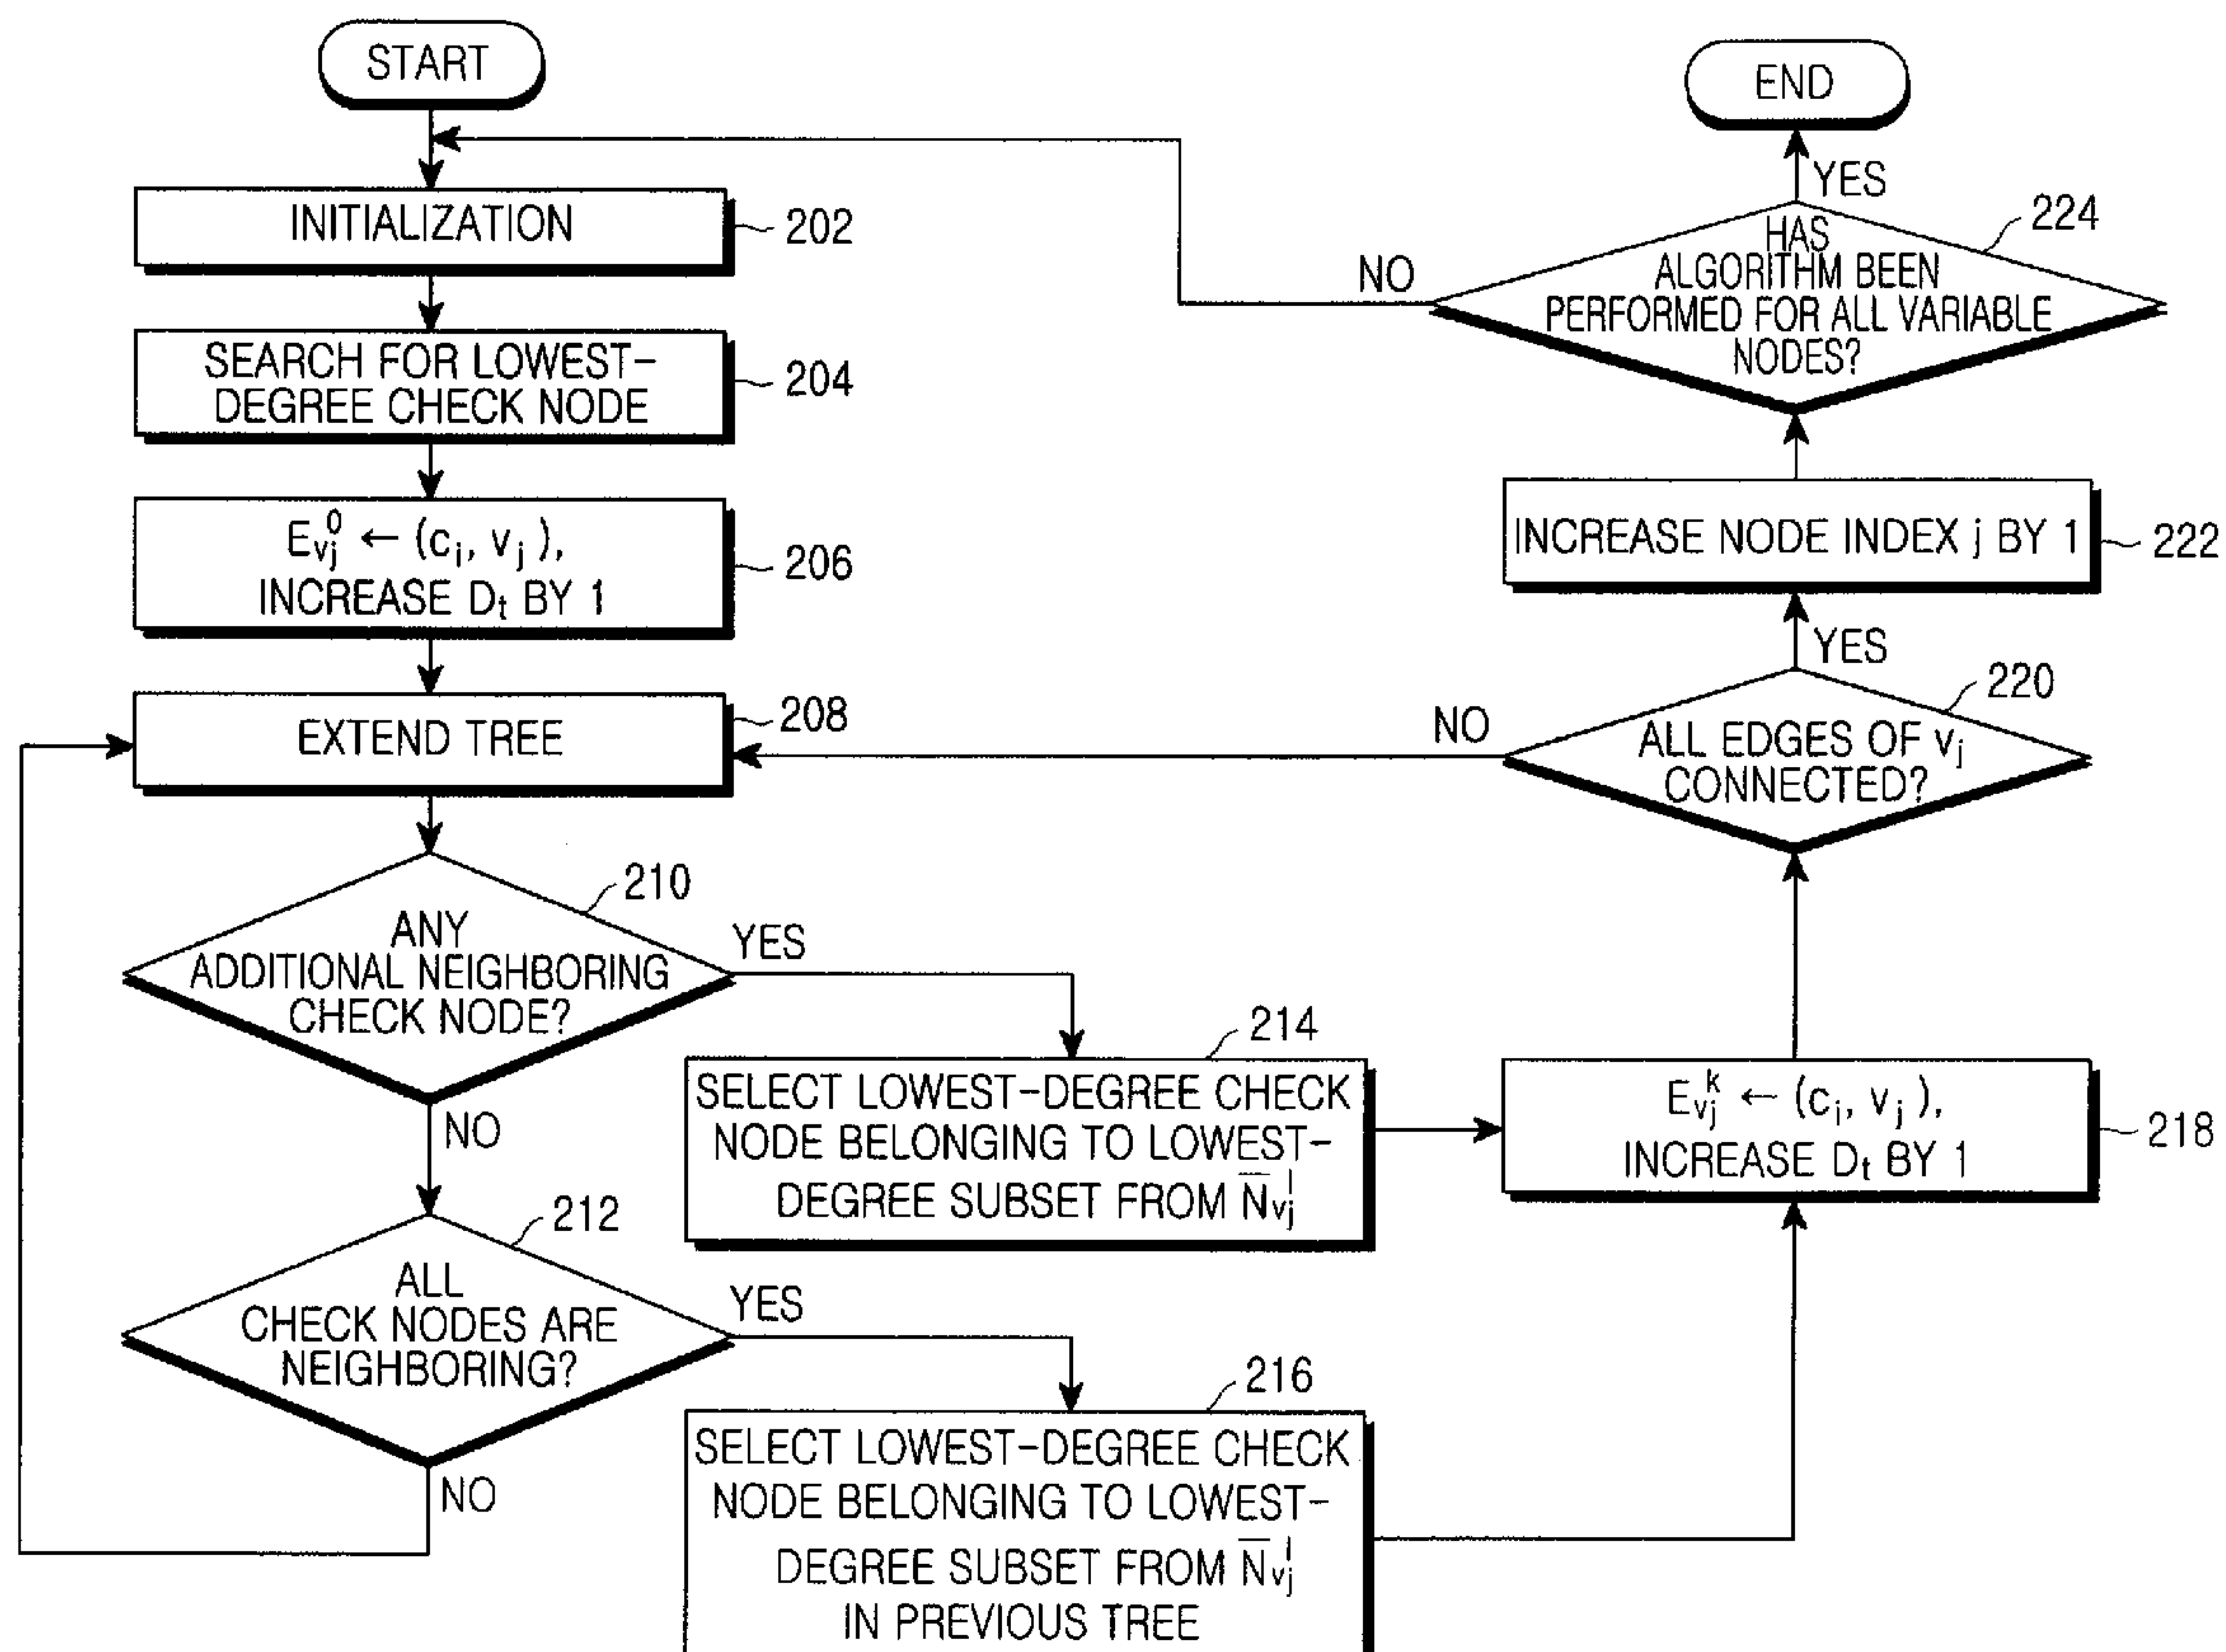 START
INITIALIZATION
202
SEARCH FOR LOWEST-
DEGREE CHECK NODE
204
E⁰vj ← (ci, vj),
INCREASE Dt BY 1
206
EXTEND TREE
208
210
ANY
ADDITIONAL NEIGHBORING
CHECK NODE?
YES
NO
212
ALL
CHECK NODES ARE
NEIGHBORING?
YES
NO
214
SELECT LOWEST-DEGREE CHECK
NODE BELONGING TO LOWEST-
DEGREE SUBSET FROM N̅ˡvj
216
SELECT LOWEST-DEGREE CHECK
NODE BELONGING TO LOWEST-
DEGREE SUBSET FROM N̅ˡvj
IN PREVIOUS TREE
Eᵏvj ← (ci, vj),
INCREASE Dt BY 1
218
220
ALL EDGES OF vj
CONNECTED?
NO
YES
INCREASE NODE INDEX j BY 1
222
224
HAS
ALGORITHM BEEN
PERFORMED FOR ALL VARIABLE
NODES?
NO
YES
END